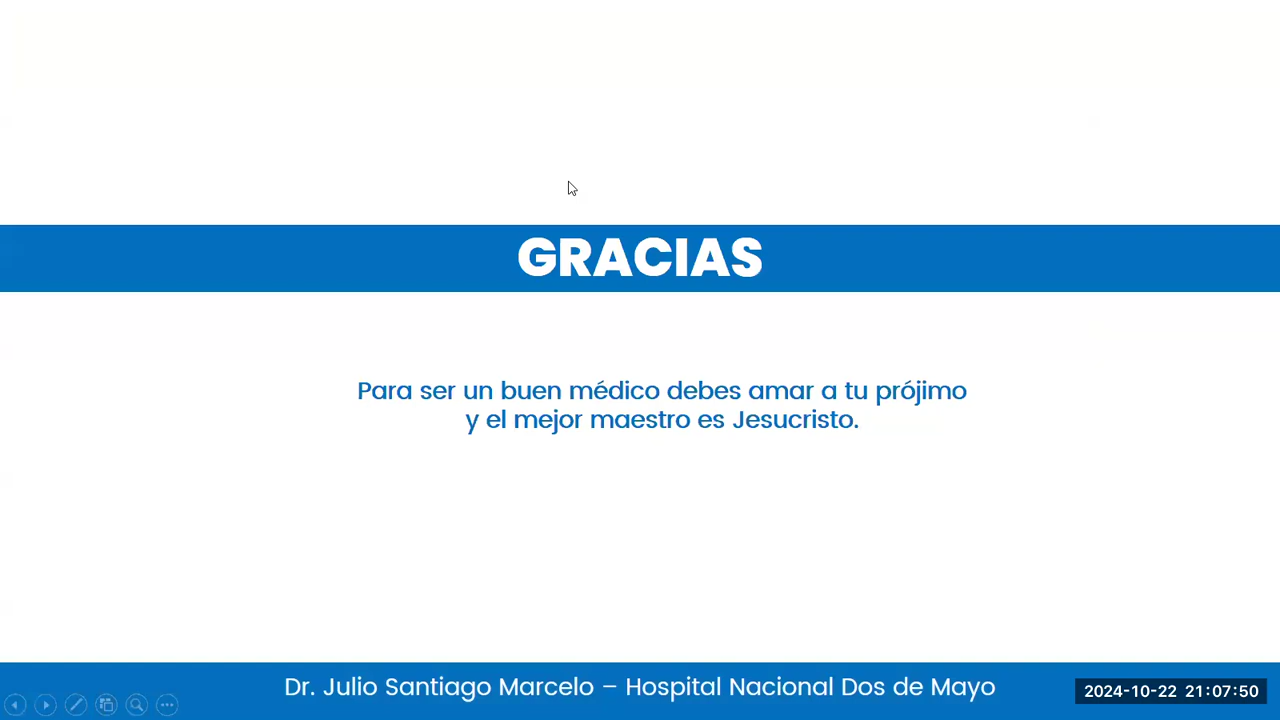 GRACIAS
Para ser un buen médico debes amar a tu prójimo
y el mejor maestro es Jesucristo.
Dr. Julio Santiago Marcelo – Hospital Nacional Dos de Mayo
2024-10-22 21:07:50